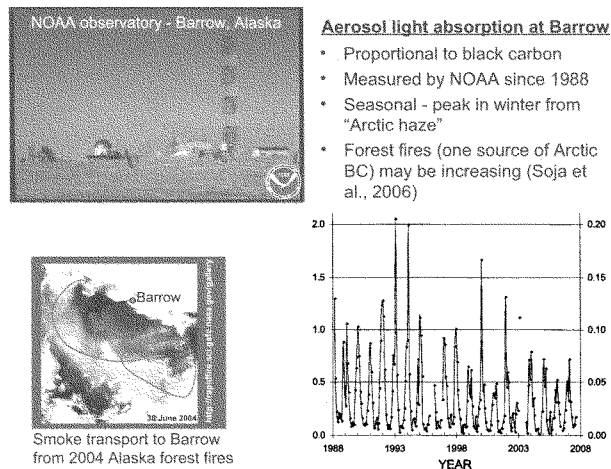 NOAA observatory - Barrow, Alaska
Aerosol light absorption at Barrow
• Proportional to black carbon
• Measured by NOAA since 1988
• Seasonal - peak in winter from
"Arctic haze"
• Forest fires (one source of Arctic
BC) may be increasing (Soja et
al., 2006)
2.0
1.5
1.0
0.5
0.0
0.20
0.15
0.10
0.05
0.00
1988
1993
1998
2003
2008
YEAR
Barrow
30 June 2004
Smoke transport to Barrow
from 2004 Alaska forest fires